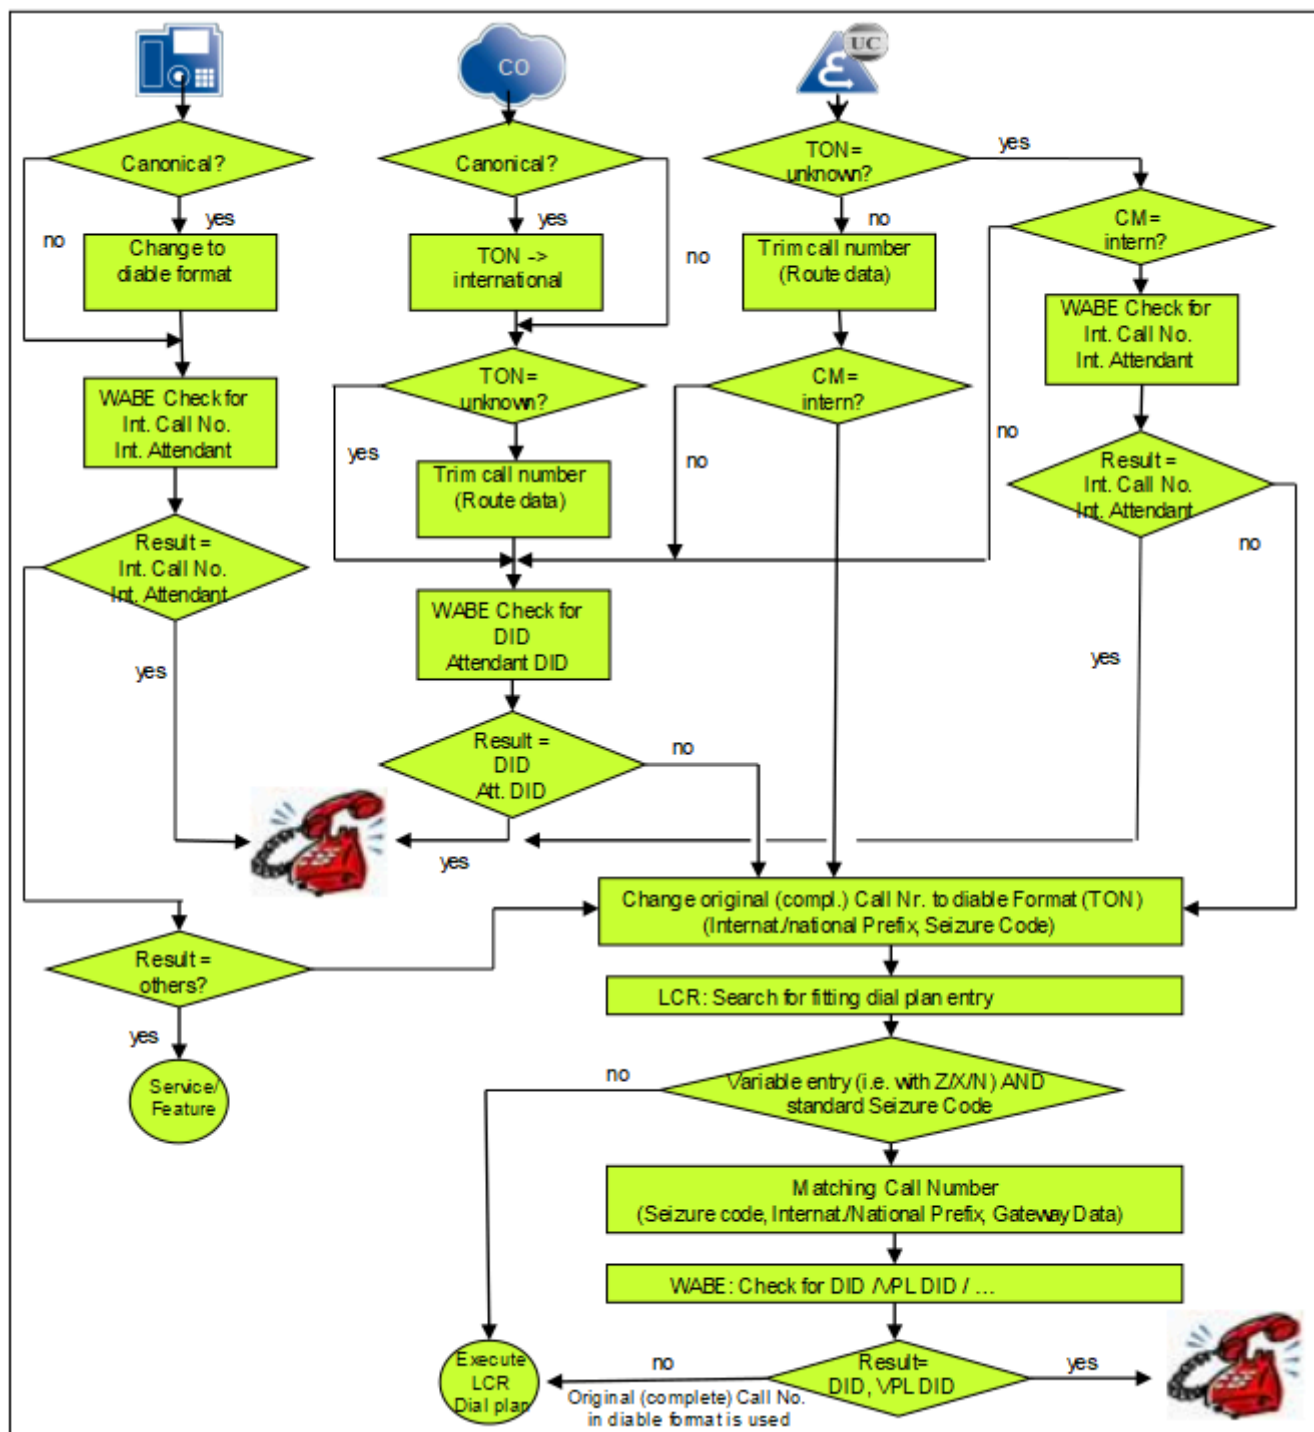 CO
UC
Canonical?
yes
no
Change to
diable format
WABE Check for
Int. Call No.
Int. Attendant
Result =
Int. Call No.
Int. Attendant
yes
Result =
others?
yes
Service/
Feature
Canonical?
yes
no
TON ->
international
TON=
unknown?
yes
Trim call number
(Route data)
WABE Check for
DID
Attendant DID
Result =
DID
Att. DID
no
yes
TON=
unknown?
yes
no
Trim call number
(Route data)
CM=
intern?
no
CM=
intern?
no
WABE Check for
Int. Call No.
Int. Attendant
Result =
Int. Call No.
Int. Attendant
no
yes
Change original (compl.) Call Nr. to diable Format (TON)
(Internat./national Prefix, Seizure Code)
LCR: Search for fitting dial plan entry
Variable entry (i.e. with Z/X/N) AND
standard Seizure Code
no
Matching Call Number
(Seizure code, Internat./National Prefix, Gateway Data)
WABE: Check for DID /VPL DID / ...
Result=
DID, VPL DID
yes
no
Original (complete) Call No.
in diable format is used
Execute
LCR
Dial plan